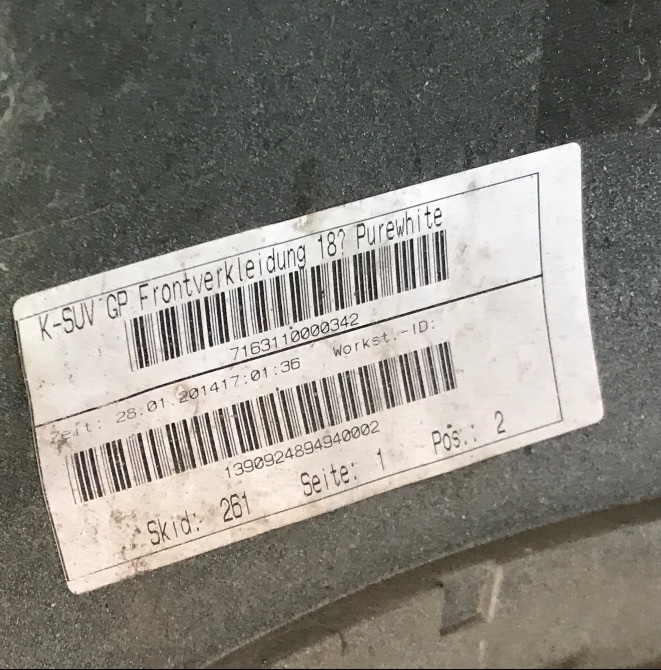 K-SUV GP Frontverkleidung 18? Purewhite
7163110000342
Zeit: 28.01.201417:01:36 Workst.-ID:
1390924894940002
Skid: 261 Seite: 1 Pos.: 2